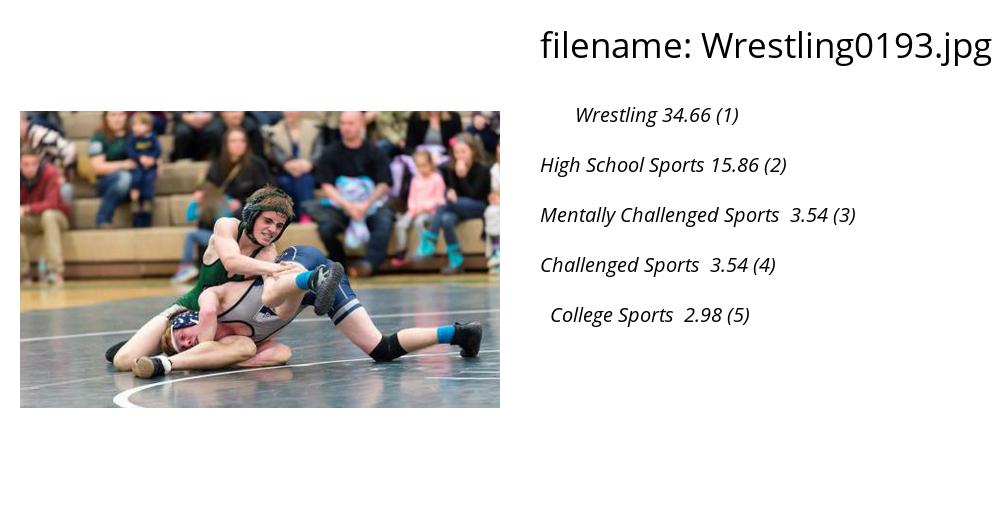 filename: Wrestling0193.jpg
Wrestling 34.66 (1)
High School Sports 15.86 (2)
Mentally Challenged Sports 3.54 (3)
Challenged Sports 3.54 (4)
College Sports 2.98 (5)